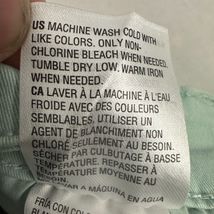 US MACHINE WASH COLD WITH
LIKE COLORS. ONLY NON-
CHLORINE BLEACH WHEN NEEDED.
TUMBLE DRY LOW. WARM IRON
WHEN NEEDED.
CA LAVER À LA MACHINE À L'EAU
FROIDE AVEC DES COULEURS
SEMBLABLES. UTILISER UN
AGENT DE BLANCHIMENT NON
CHLORÉ SEULEMENT AU BESOIN.
SÉCHER PAR CULBUTAGE À BASSE
TEMPÉRATURE. REPASSER À
TEMPÉRATURE MOYENNE AU
BESOIN.
LAVAR A MÁQUINA EN AGUA
FRÍA CON COLOR